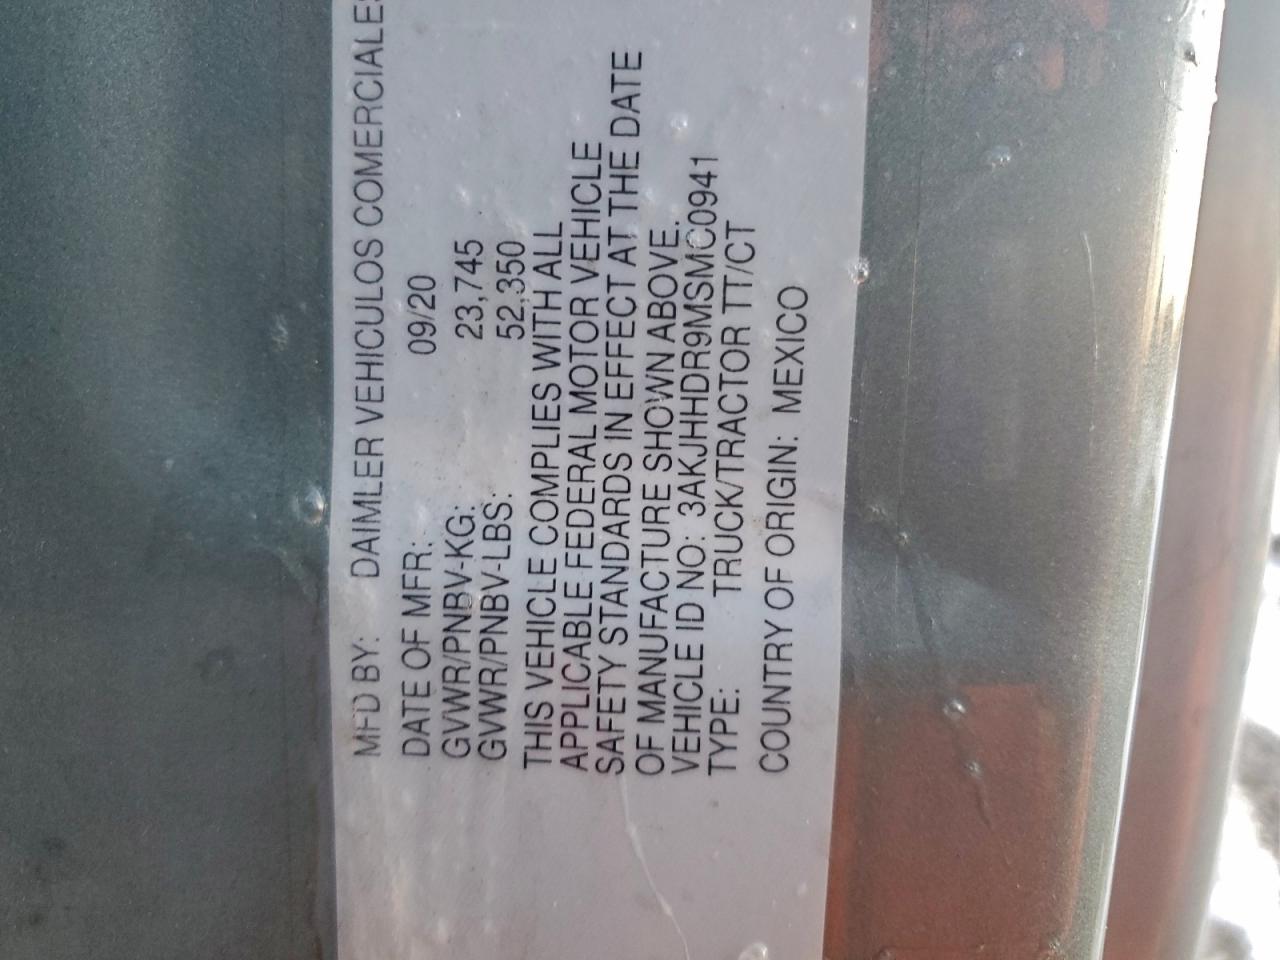 MFD BY: DAIMLER VEHICULOS COMERCIALES
DATE OF MFR: 09/20
GVWR/PNBV-KG: 23,745
GVWR/PNBV-LBS: 52,350
THIS VEHICLE COMPLIES WITH ALL
APPLICABLE FEDERAL MOTOR VEHICLE
SAFETY STANDARDS IN EFFECT AT THE DATE
OF MANUFACTURE SHOWN ABOVE.
VEHICLE ID NO: 3AKJHHDR9MSMC0941
TYPE: TRUCK/TRACTOR TT/CT
COUNTRY OF ORIGIN: MEXICO